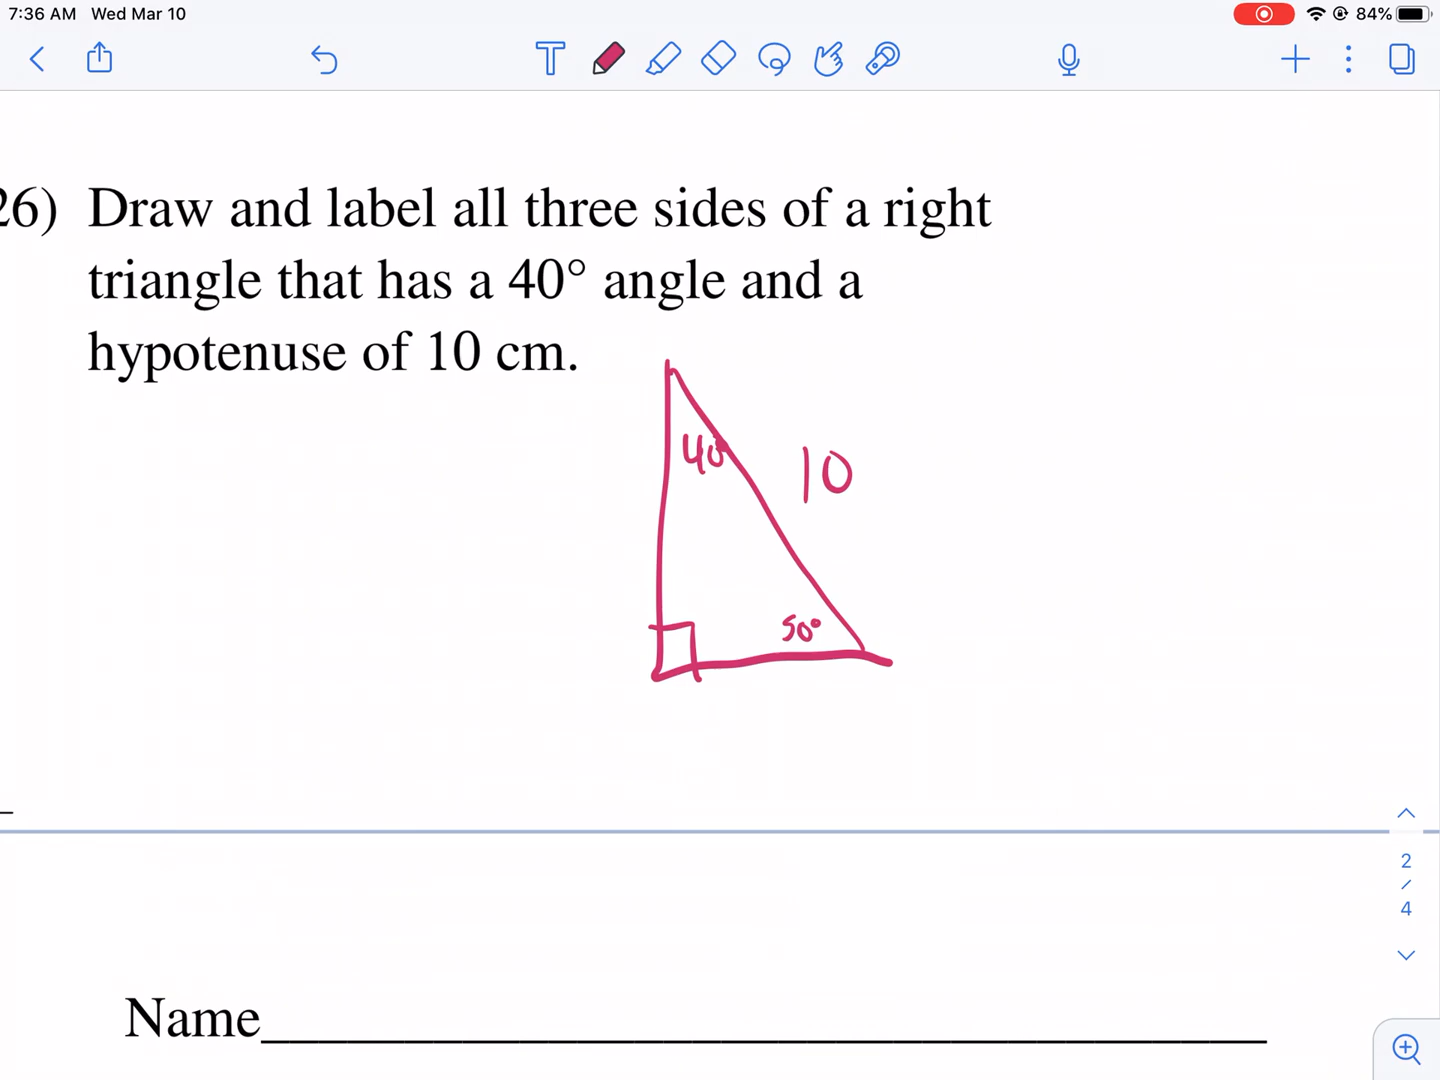 7:36 AM Wed Mar 10
84%
T
26) Draw and label all three sides of a right
triangle that has a 40° angle and a
hypotenuse of 10 cm.
40°
10
50°
2
/
4
Name